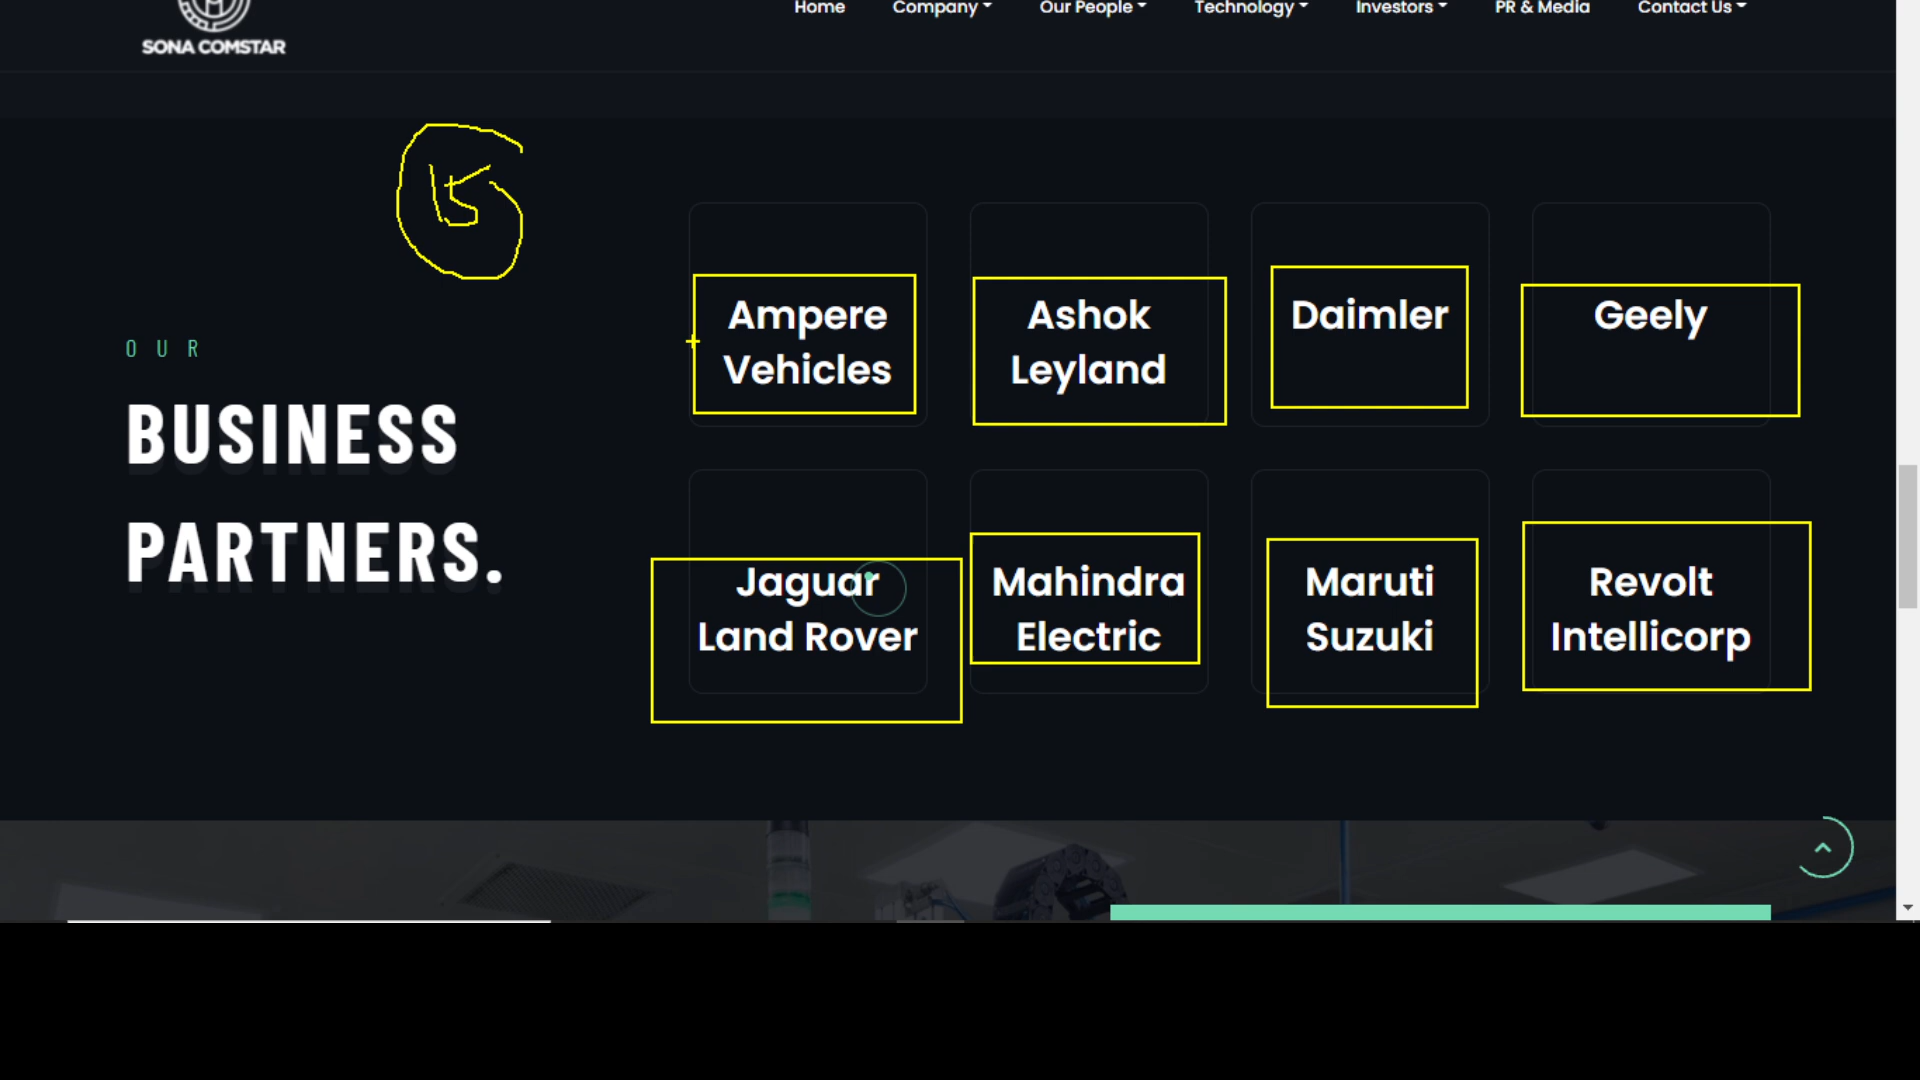 SONA COMSTAR
Home Company Our People Technology Investors PR & Media Contact Us
OUR
BUSINESS
PARTNERS.
Ampere
Vehicles
Ashok
Leyland
Daimler
Geely
Jaguar
Land Rover
Mahindra
Electric
Maruti
Suzuki
Revolt
Intellicorp